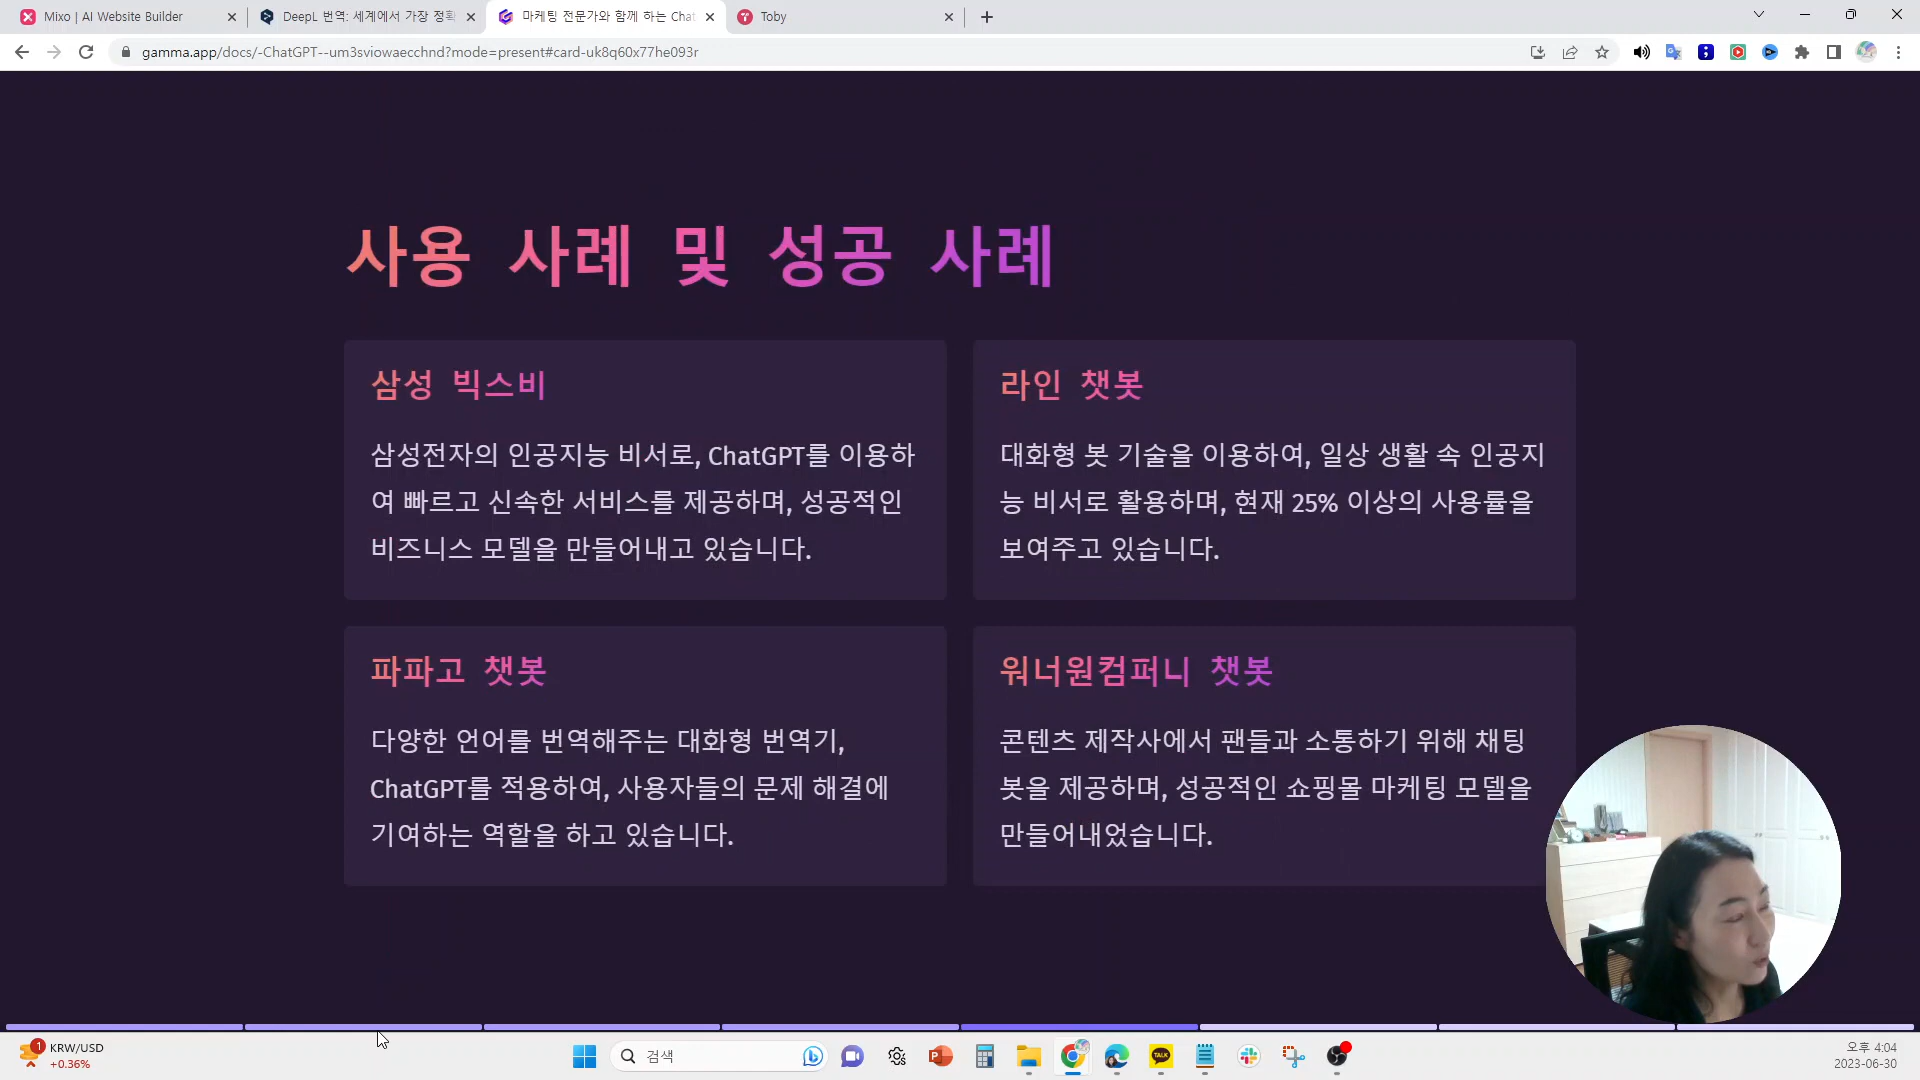 Mixo | AI Website Builder
DeepL 번역: 세계에서 가장 정확
마케팅 전문가와 함께 하는 Chat
Toby
gamma.app/docs/-ChatGPT--um3sviowaecchnd?mode=present#card-uk8q60x77he093r
사용 사례 및 성공 사례
삼성 빅스비
삼성전자의 인공지능 비서로, ChatGPT를 이용하
여 빠르고 신속한 서비스를 제공하며, 성공적인
비즈니스 모델을 만들어내고 있습니다.
라인 챗봇
대화형 봇 기술을 이용하여, 일상 생활 속 인공지
능 비서로 활용하며, 현재 25% 이상의 사용률을
보여주고 있습니다.
파파고 챗봇
다양한 언어를 번역해주는 대화형 번역기,
ChatGPT를 적용하여, 사용자들의 문제 해결에
기여하는 역할을 하고 있습니다.
워너원컴퍼니 챗봇
콘텐츠 제작사에서 팬들과 소통하기 위해 채팅
봇을 제공하며, 성공적인 쇼핑몰 마케팅 모델을
만들어내었습니다.
1
KRW/USD
+0.36%
검색
TALK
오후 4:04
2023-06-30